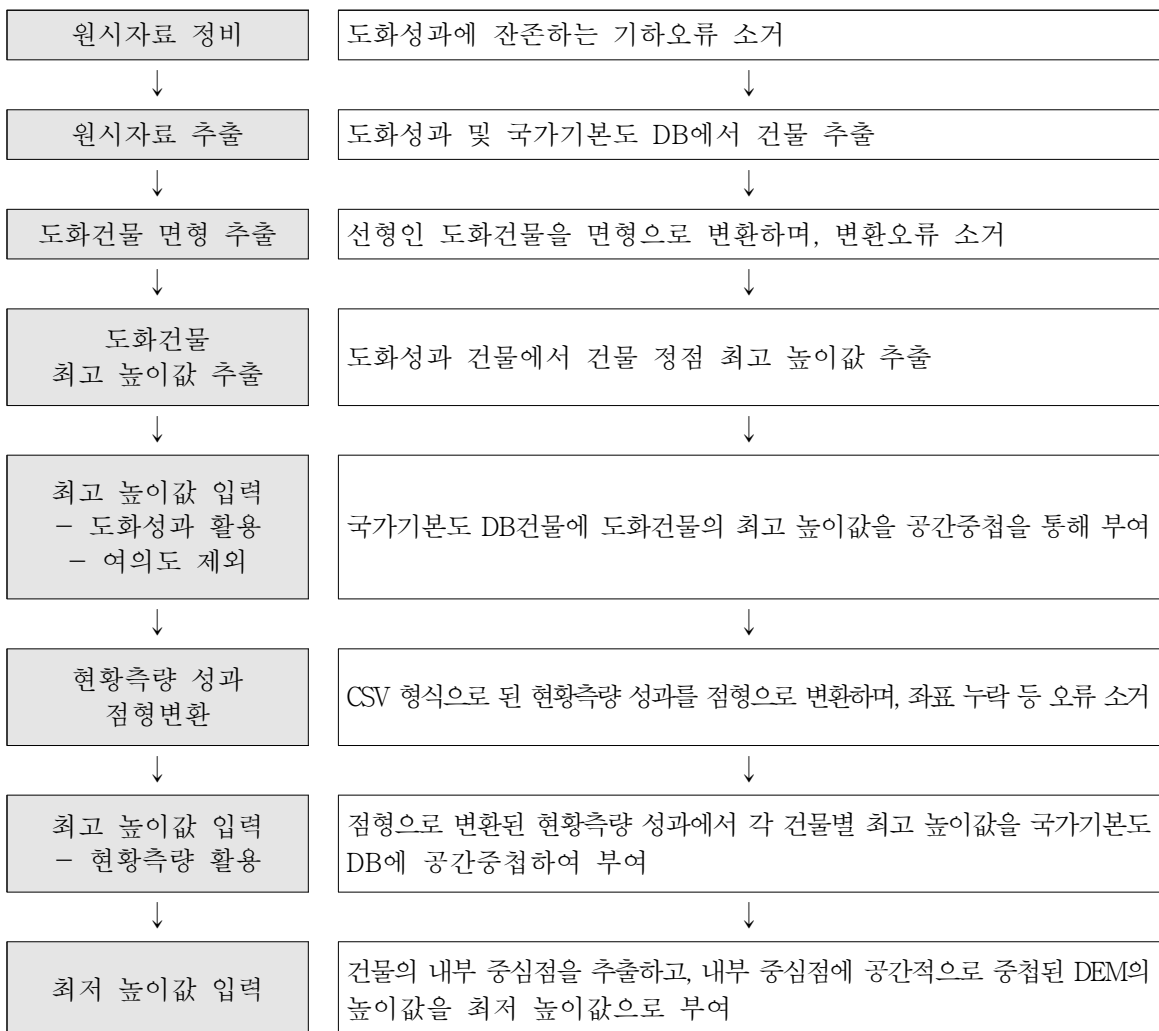 원시자료 정비
도화성과에 잔존하는 기하오류 소거
↓ ↓
원시자료 추출
도화성과 및 국가기본도 DB에서 건물 추출
↓ ↓
도화건물 면형 추출
선형인 도화건물을 면형으로 변환하며, 변환오류 소거
↓ ↓
도화건물
최고 높이값 추출
도화성과 건물에서 건물 정점 최고 높이값 추출
↓ ↓
최고 높이값 입력
- 도화성과 활용
- 여의도 제외
국가기본도 DB건물에 도화건물의 최고 높이값을 공간중첩을 통해 부여
↓ ↓
현황측량 성과
점형변환
CSV 형식으로 된 현황측량 성과를 점형으로 변환하며, 좌표 누락 등 오류 소거
↓ ↓
최고 높이값 입력
- 현황측량 활용
점형으로 변환된 현황측량 성과에서 각 건물별 최고 높이값을 국가기본도
DB에 공간중첩하여 부여
↓ ↓
최저 높이값 입력
건물의 내부 중심점을 추출하고, 내부 중심점에 공간적으로 중첩된 DEM의
높이값을 최저 높이값으로 부여